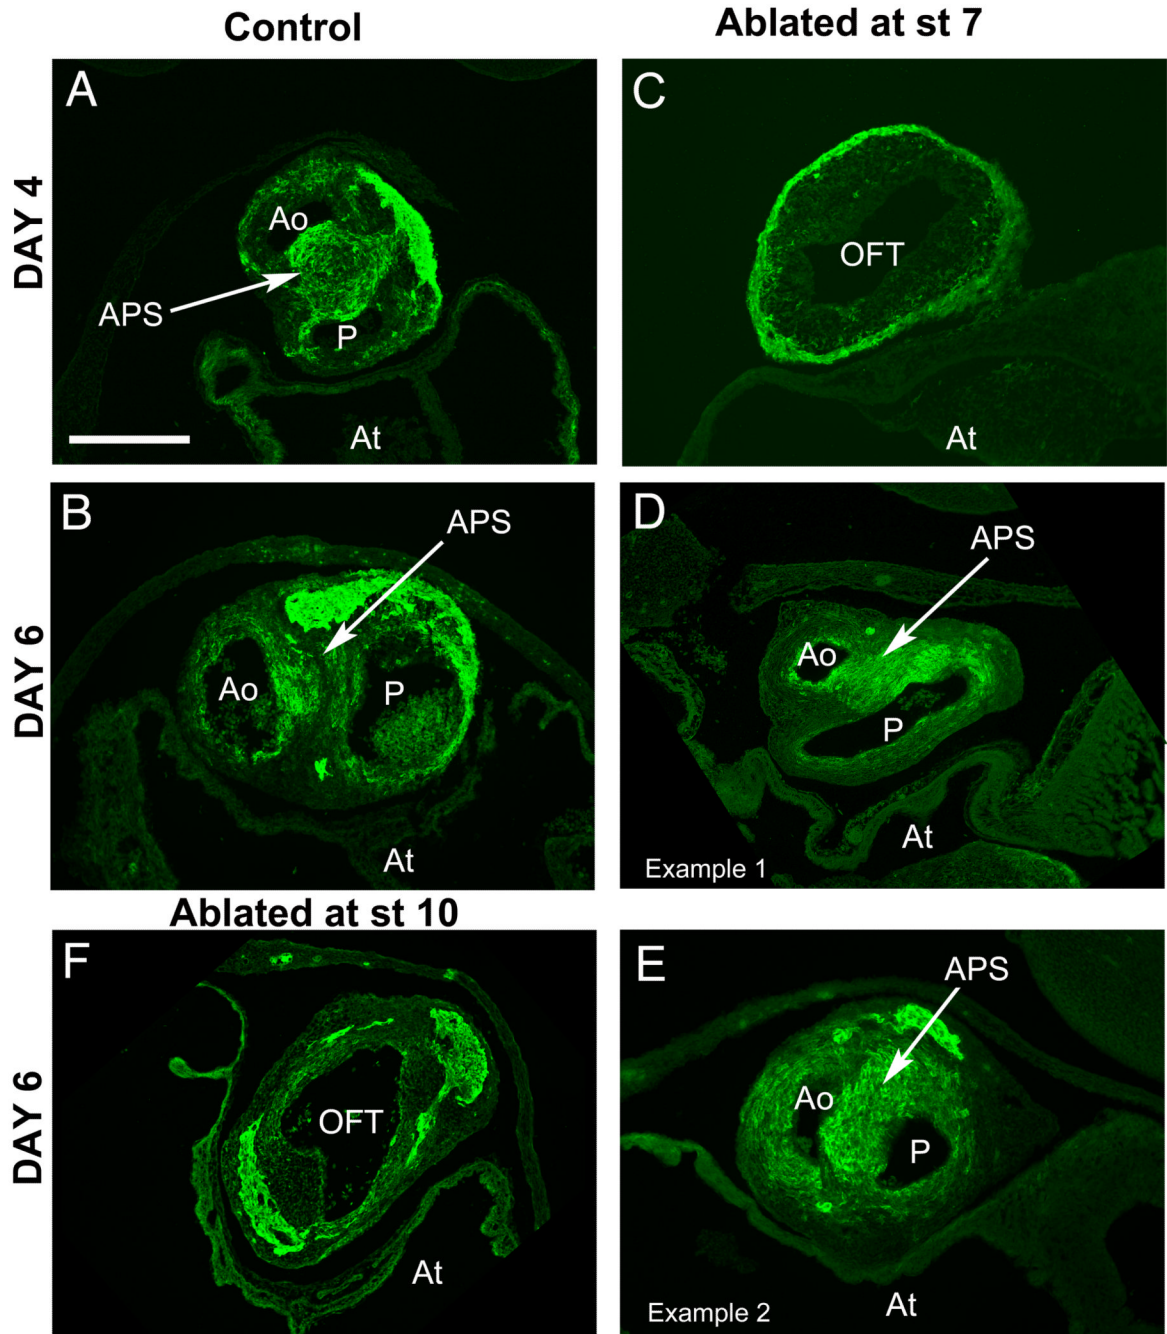 Control
Ablated at st 7
DAY 4
A
Ao
APS
P
At
C
OFT
At
DAY 6
B
APS
Ao
P
At
D
APS
Ao
P
At
Example 1
Ablated at st 10
DAY 6
F
OFT
At
E
APS
Ao
P
At
Example 2